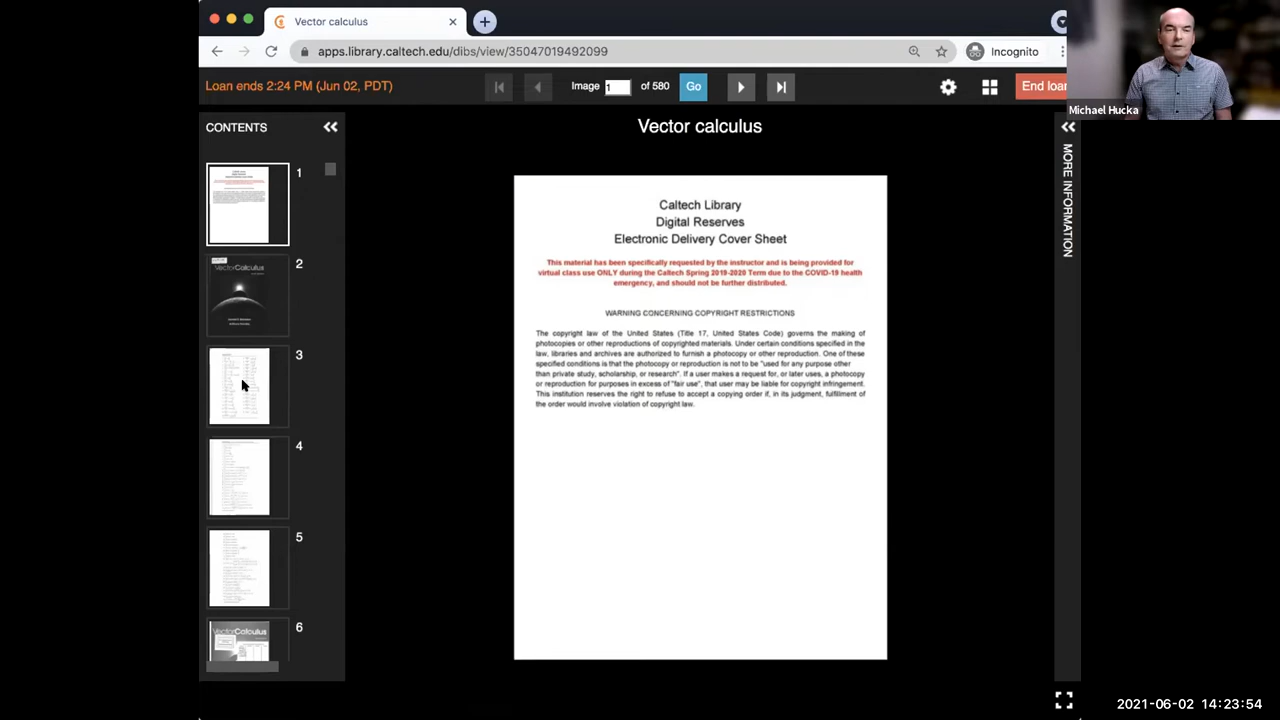 Vector calculus
apps.library.caltech.edu/dibs/view/35047019492099
Incognito
Loan ends 2:24 PM (Jun 02, PDT)
Image 1 of 580 Go
End loan
Michael Hucka
CONTENTS
Vector calculus
MORE INFORMATION
1
2
VectorCalculus
3
4
5
6
VectorCalculus
Caltech Library
Digital Reserves
Electronic Delivery Cover Sheet
This material has been specifically requested by the instructor and is being provided for
virtual class use ONLY during the Caltech Spring 2019-2020 Term due to the COVID-19 health
emergency, and should not be further distributed.
WARNING CONCERNING COPYRIGHT RESTRICTIONS
The copyright law of the United States (Title 17, United States Code) governs the making of
photocopies or other reproductions of copyrighted materials. Under certain conditions specified in the
law, libraries and archives are authorized to furnish a photocopy or other reproduction. One of these
specified conditions is that the photocopy or reproduction is not to be "used for any purpose other
than private study, scholarship, or research". If a user makes a request for, or later uses, a photocopy
or reproduction for purposes in excess of "fair use", that user may be liable for copyright infringement.
This institution reserves the right to refuse to accept a copying order if, in its judgment, fulfillment of
the order would involve violation of copyright law.
2021-06-02 14:23:54